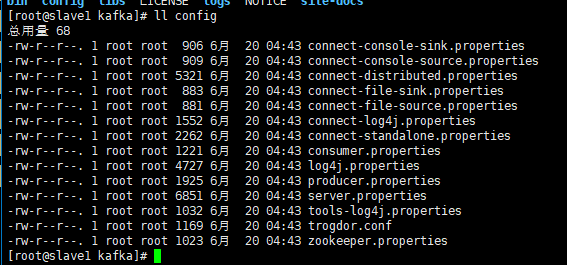 bin config libs LICENSE logs NOTICE site-docs
[root@slave1 kafka]# ll config
总用量 68
-rw-r--r--. 1 root root  906 6月  20 04:43 connect-console-sink.properties
-rw-r--r--. 1 root root  909 6月  20 04:43 connect-console-source.properties
-rw-r--r--. 1 root root 5321 6月  20 04:43 connect-distributed.properties
-rw-r--r--. 1 root root  883 6月  20 04:43 connect-file-sink.properties
-rw-r--r--. 1 root root  881 6月  20 04:43 connect-file-source.properties
-rw-r--r--. 1 root root 1552 6月  20 04:43 connect-log4j.properties
-rw-r--r--. 1 root root 2262 6月  20 04:43 connect-standalone.properties
-rw-r--r--. 1 root root 1221 6月  20 04:43 consumer.properties
-rw-r--r--. 1 root root 4727 6月  20 04:43 log4j.properties
-rw-r--r--. 1 root root 1925 6月  20 04:43 producer.properties
-rw-r--r--. 1 root root 6851 6月  20 04:43 server.properties
-rw-r--r--. 1 root root 1032 6月  20 04:43 tools-log4j.properties
-rw-r--r--. 1 root root 1169 6月  20 04:43 trogdor.conf
-rw-r--r--. 1 root root 1023 6月  20 04:43 zookeeper.properties
[root@slave1 kafka]#